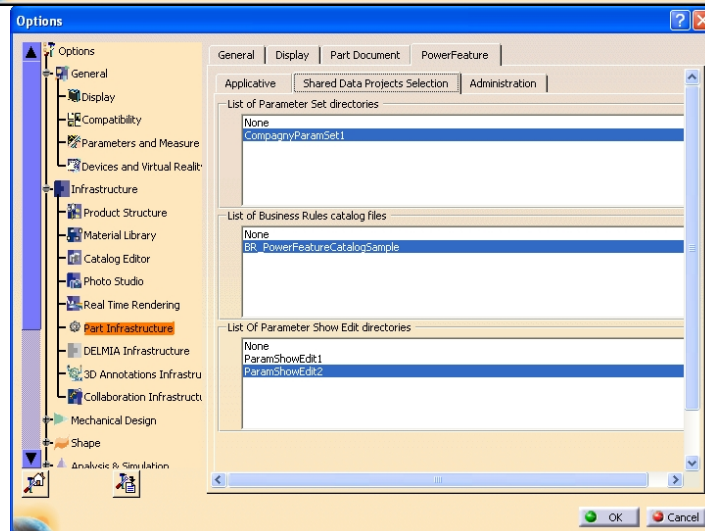 Options
Options
General
Display
Compatibility
Parameters and Measure
Devices and Virtual Realit
Infrastructure
Product Structure
Material Library
Catalog Editor
Photo Studio
Real Time Rendering
Part Infrastructure
DELMIA Infrastructure
3D Annotations Infrastru
Collaboration Infrastructu
Mechanical Design
Shape
Analysis & Simulation
General Display Part Document PowerFeature
Applicative Shared Data Projects Selection Administration
List of Parameter Set directories
None
CompagnyParamSet1
List of Business Rules catalog files
None
BR_PowerFeatureCatalogSample
List Of Parameter Show Edit directories
None
ParamShowEdit1
ParamShowEdit2
OK Cancel